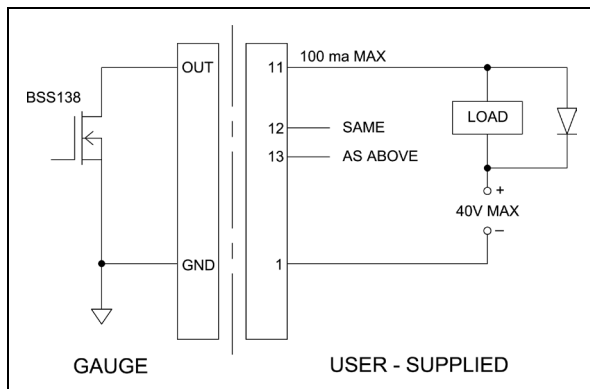 OUT
11
100 ma MAX
BSS138
LOAD
12
SAME
13
AS ABOVE
+
40V MAX
–
GND
1
GAUGE
USER - SUPPLIED